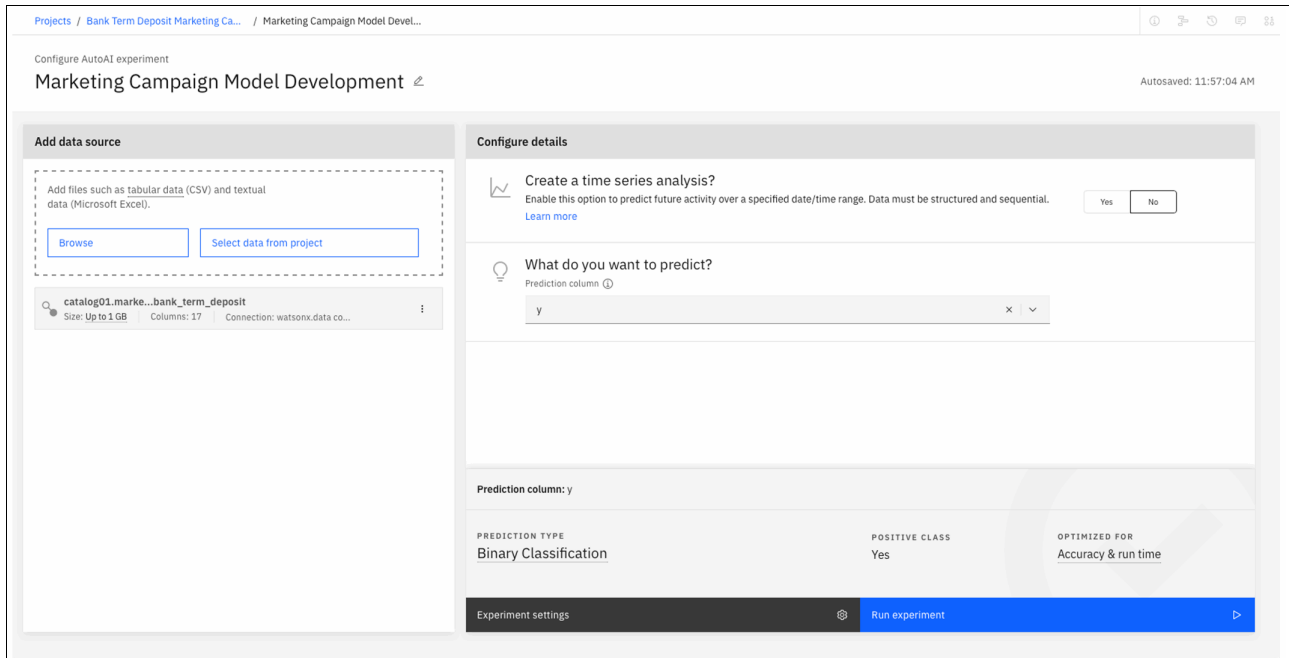 Projects / Bank Term Deposit Marketing Ca... / Marketing Campaign Model Devel...
Configure AutoAI experiment
Marketing Campaign Model Development
Autosaved: 11:57:04 AM
Add data source
Add files such as tabular data (CSV) and textual
data (Microsoft Excel).
Browse
Select data from project
catalog01.marke...bank_term_deposit
Size: Up to 1 GB
Columns: 17
Connection: watsonx.data co...
Configure details
Create a time series analysis?
Enable this option to predict future activity over a specified date/time range. Data must be structured and sequential.
Learn more
Yes
No
What do you want to predict?
Prediction column
y
Prediction column: y
PREDICTION TYPE
Binary Classification
POSITIVE CLASS
Yes
OPTIMIZED FOR
Accuracy & run time
Experiment settings
Run experiment